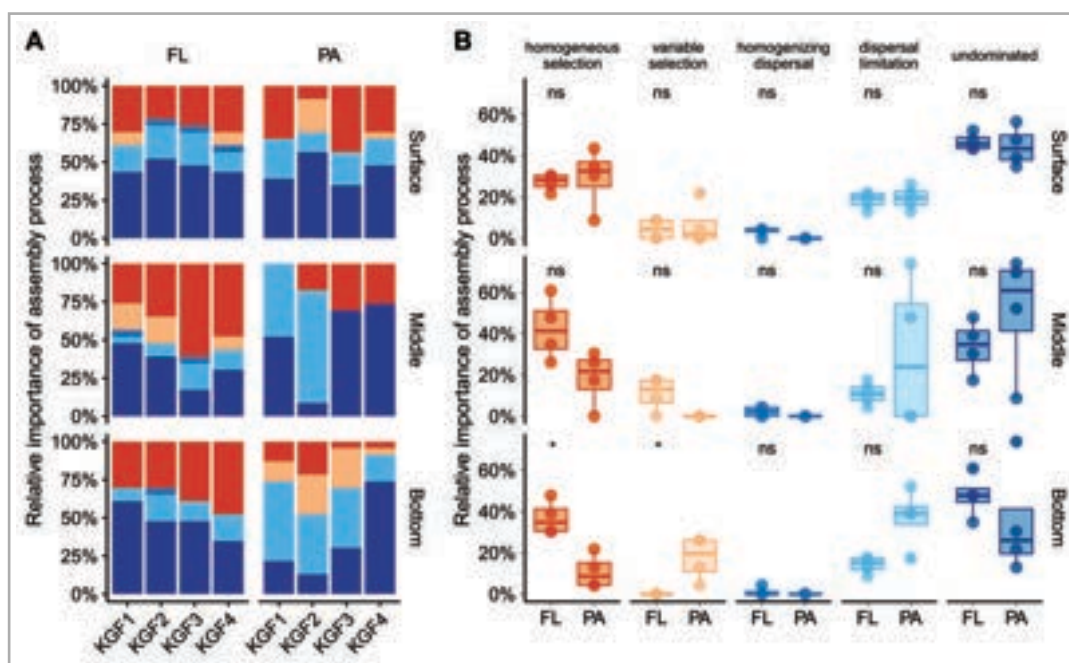 A
B
FL PA
homogeneous selection
variable selection
homogenizing dispersal
dispersal limitation
undominated
Relative importance of assembly process
100%
75%
50%
25%
0%
Surface
100%
75%
50%
25%
0%
Middle
100%
75%
50%
25%
0%
Bottom
KGF1 KGF2 KGF3 KGF4 KGF1 KGF2 KGF3 KGF4
Relative importance of assembly process
ns ns ns ns ns
60%
40%
20%
0%
Surface
ns ns ns ns ns
60%
40%
20%
0%
Middle
* * ns ns ns
60%
40%
20%
0%
Bottom
FL PA FL PA FL PA FL PA FL PA